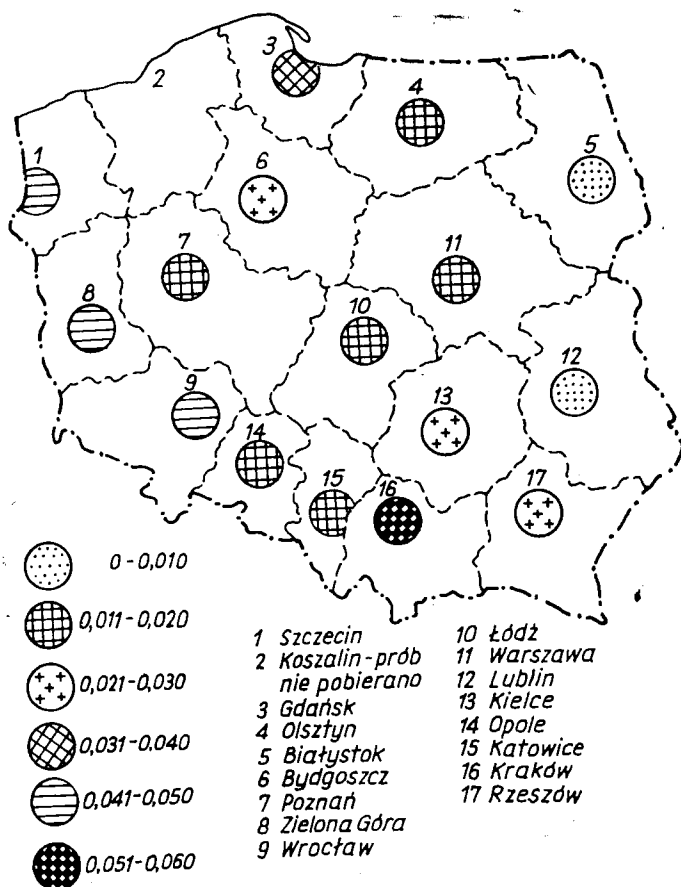 3
2
4
1
5
6
7
11
8
10
9
12
13
14
15
16
17
0-0,010
0,011-0,020
0,021-0,030
0,031-0,040
0,041-0,050
0,051-0,060
1 Szczecin
2 Koszalin-prób
nie pobierano
3 Gdańsk
4 Olsztyn
5 Białystok
6 Bydgoszcz
7 Poznań
8 Zielona Góra
9 Wrocław
10 Łódź
11 Warszawa
12 Lublin
13 Kielce
14 Opole
15 Katowice
16 Kraków
17 Rzeszów